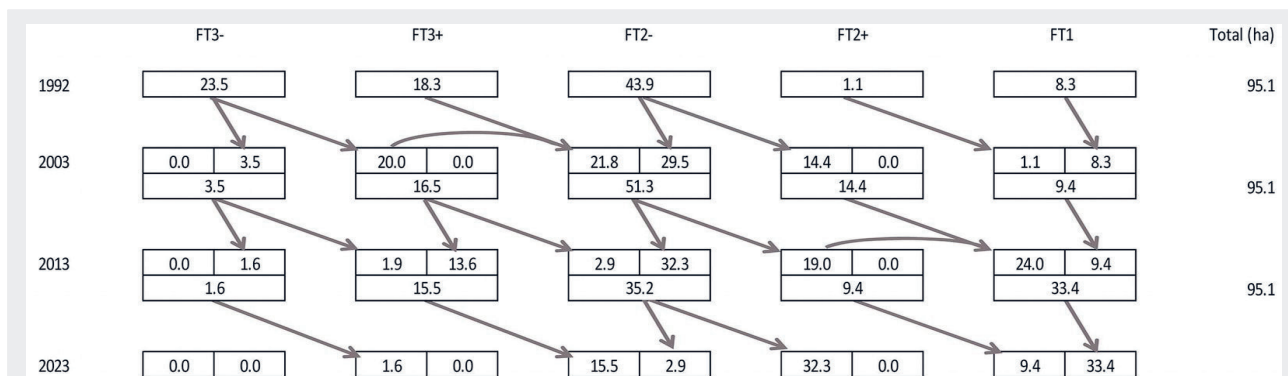 FT3- FT3+ FT2- FT2+ FT1 Total (ha)
1992 23.5 18.3 43.9 1.1 8.3 95.1
2003 0.0 3.5 20.0 0.0 21.8 29.5 14.4 0.0 1.1 8.3 95.1
3.5 16.5 51.3 14.4 9.4
2013 0.0 1.6 1.9 13.6 2.9 32.3 19.0 0.0 24.0 9.4 95.1
1.6 15.5 35.2 9.4 33.4
2023 0.0 0.0 1.6 0.0 15.5 2.9 32.3 0.0 9.4 33.4